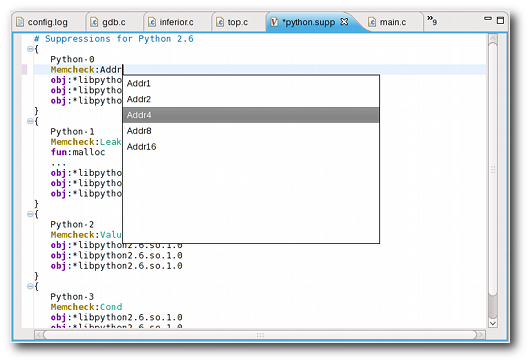 config.log gdb.c inferior.c top.c *python.supp main.c »9
# Suppressions for Python 2.6
{
Python-0
Memcheck:Addr
obj:*libpytho
obj:*libpytho
obj:*libpytho
}
Addr1
Addr2
Addr4
Addr8
Addr16
{
Python-1
Memcheck:Leak
fun:malloc
...
obj:*libpytho
obj:*libpytho
obj:*libpytho
}
{
Python-2
Memcheck:Valu
obj:*libpython2.6.so.1.0
obj:*libpython2.6.so.1.0
obj:*libpython2.6.so.1.0
}
{
Python-3
Memcheck:Cond
obj:*libpython2.6.so.1.0
obj:*libpython2.6.so.1.0